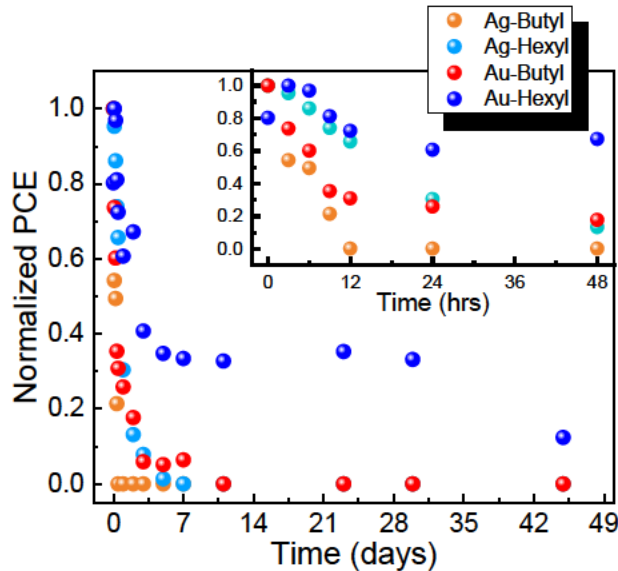 Ag-Butyl
Ag-Hexyl
Au-Butyl
Au-Hexyl
1.0
0.8
0.6
0.4
0.2
0.0
0 12 24 36 48
Time (hrs)
Normalized PCE
1.0
0.8
0.6
0.4
0.2
0.0
0 7 14 21 28 35 42 49
Time (days)